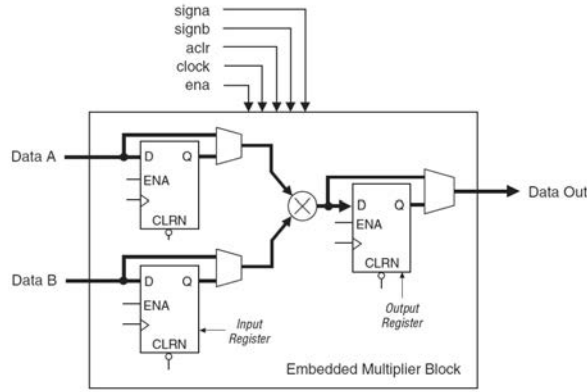 signa
signb
aclr
clock
ena
Data A
D Q
ENA
CLRN
Data Out
D Q
ENA
CLRN
Data B
D Q
ENA
CLRN
Input
Register
Output
Register
Embedded Multiplier Block